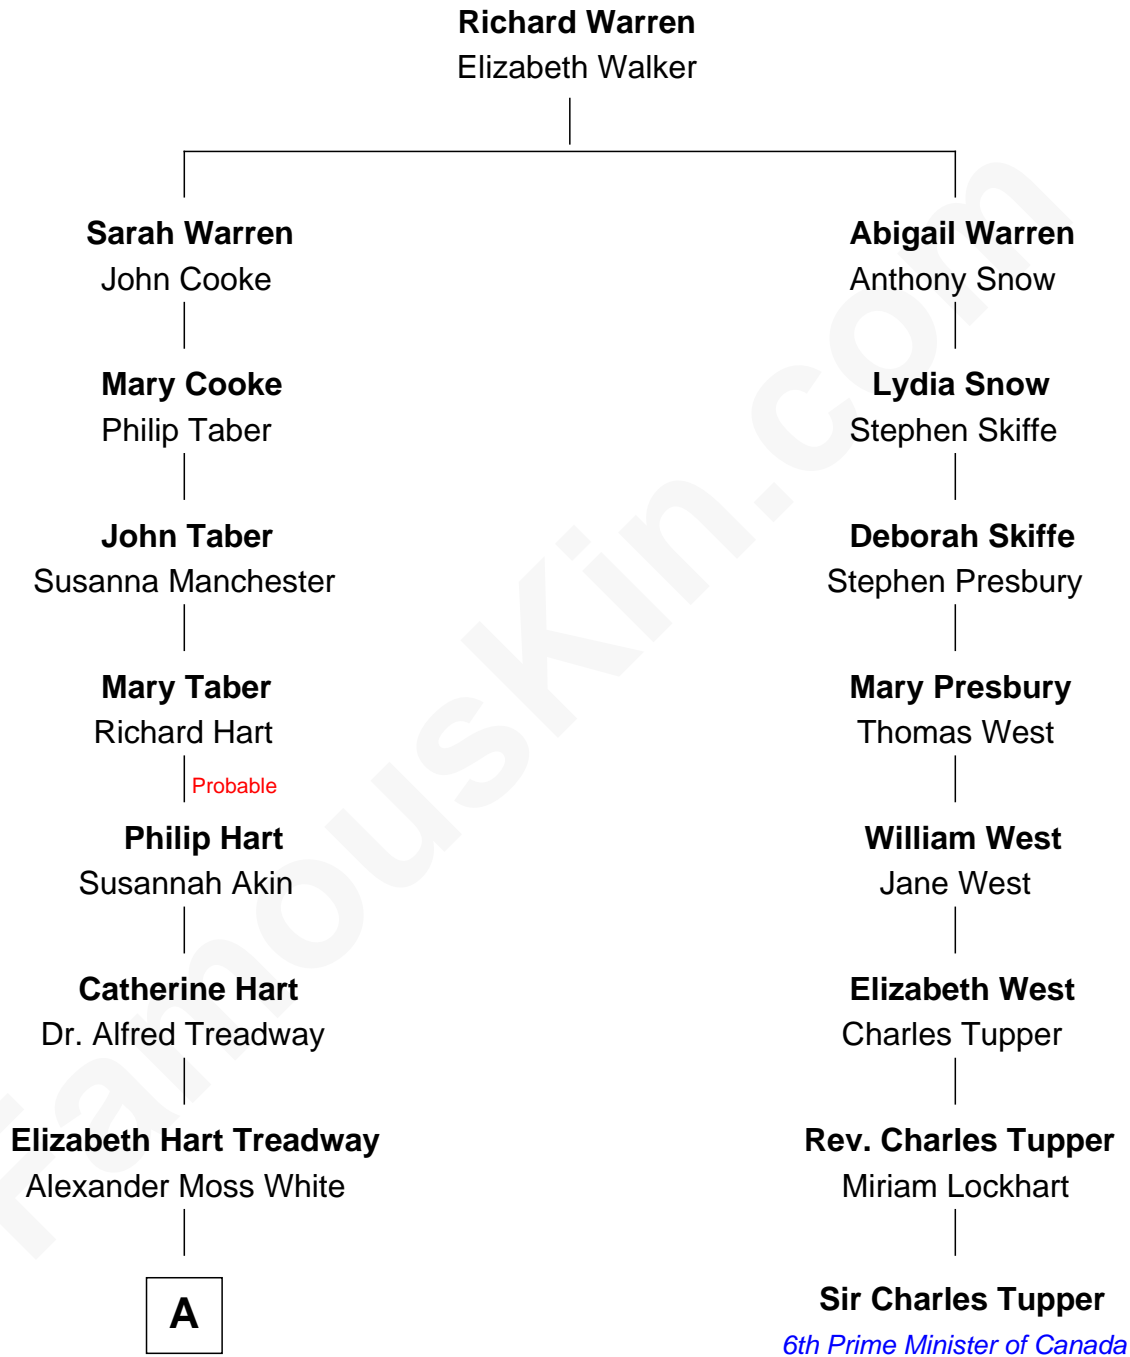 Richard Warren
Elizabeth Walker
Sarah Warren
John Cooke
Abigail Warren
Anthony Snow
Mary Cooke
Philip Taber
Lydia Snow
Stephen Skiffe
John Taber
Susanna Manchester
Deborah Skiffe
Stephen Presbury
Mary Taber
Richard Hart
Mary Presbury
Thomas West
Probable
Philip Hart
Susannah Akin
William West
Jane West
Catherine Hart
Dr. Alfred Treadway
Elizabeth West
Charles Tupper
Elizabeth Hart Treadway
Alexander Moss White
Rev. Charles Tupper
Miriam Lockhart
A
Sir Charles Tupper
6th Prime Minister of Canada
FamousKin.com